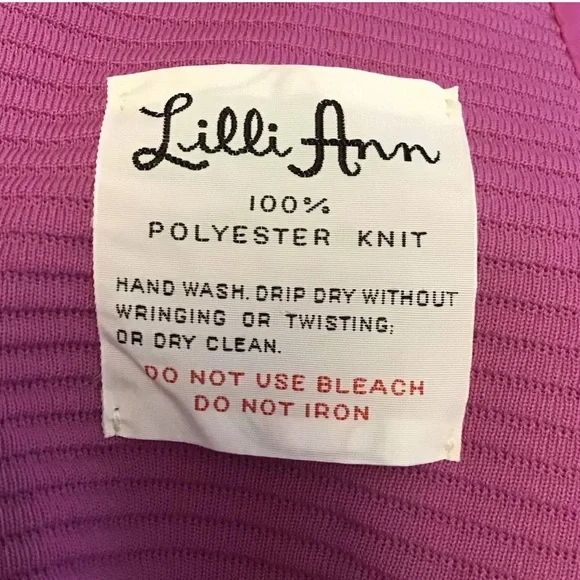 Lilli Ann
100%
POLYESTER KNIT
HAND WASH. DRIP DRY WITHOUT
WRINGING OR TWISTING;
OR DRY CLEAN.
DO NOT USE BLEACH
DO NOT IRON